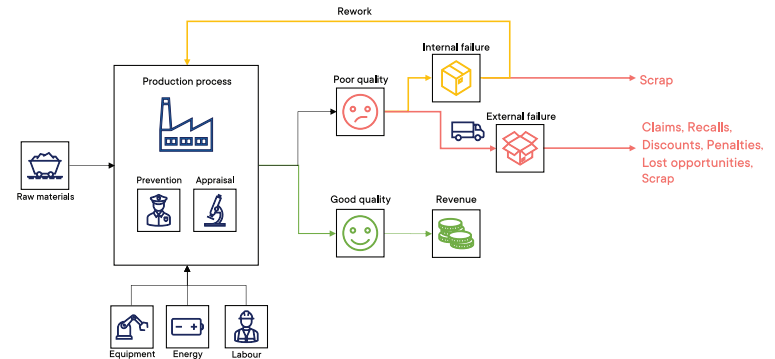 Rework
Internal failure
Production process
Poor quality
Scrap
External failure
Claims, Recalls,
Discounts, Penalties.
Lost opportunities,
Scrap
Prevention
Appraisal
Raw materials
Good quality
Revenue
Equipment
Energy
Labour